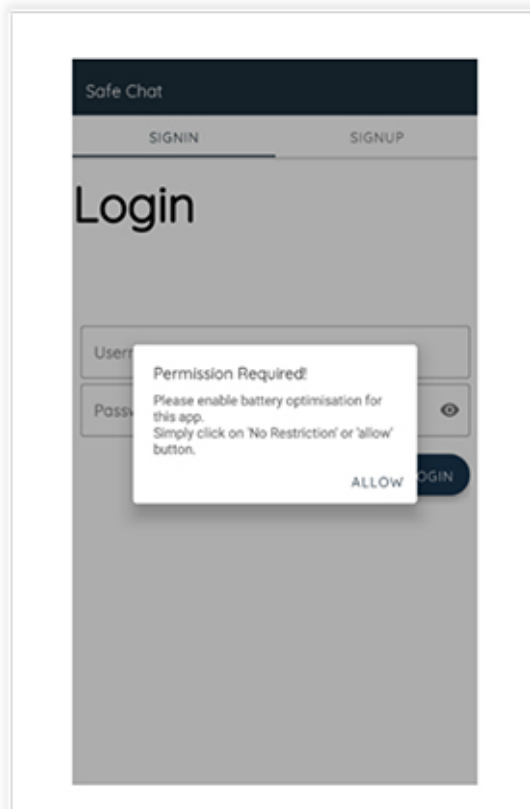 Safe Chat
SIGNIN SIGNUP
Login
Permission Required!
Please enable battery optimisation for
this app.
Simply click on 'No Restriction' or 'allow'
button.
ALLOW